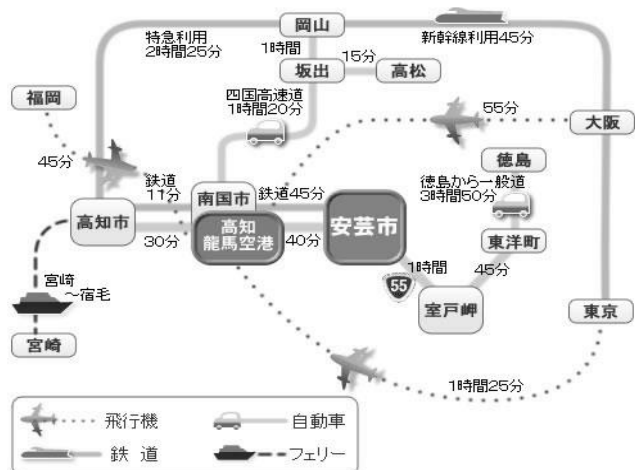 岡山
特急利用
2時間25分
新幹線利用45分
1時間
15分
坂出
高松
福岡
四国高速道
1時間20分
55分
大阪
45分
徳島
鉄道
11分
南国市
鉄道45分
徳島から一般道
3時間50分
高知市
高知
龍馬空港
安芸市
30分
40分
東洋町
1時間
45分
宮崎
～宿毛
55
室戸岬
東京
宮崎
1時間25分
飛行機
自動車
鉄道
フェリー